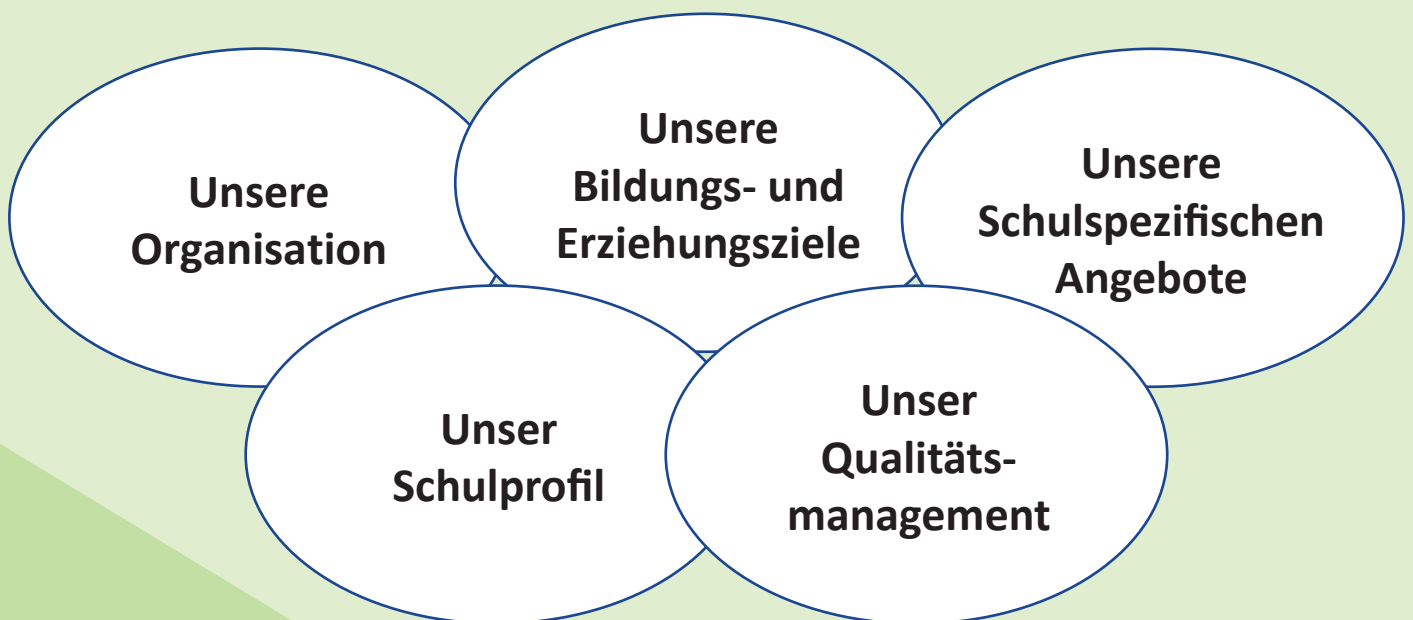 Unsere
Organisation
Unsere
Bildungs- und
Erziehungsziele
Unsere
Schulspezifischen
Angebote
Unser
Schulprofil
Unser
Qualitäts-
management